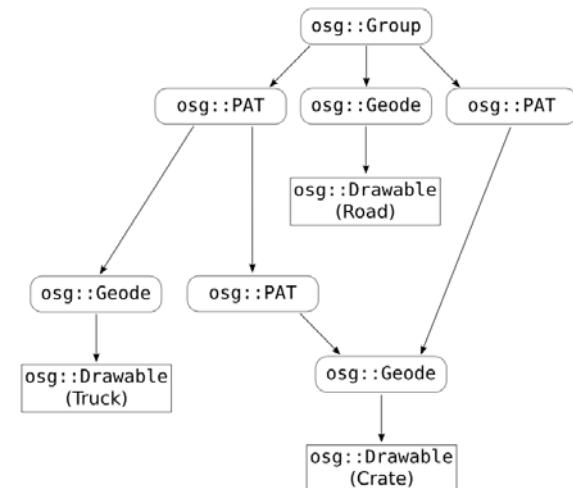 osg::Group
osg::PAT
osg::Geode
osg::PAT
osg::Drawable
(Road)
osg::Geode
osg::PAT
osg::Drawable
(Truck)
osg::Geode
osg::Drawable
(Crate)